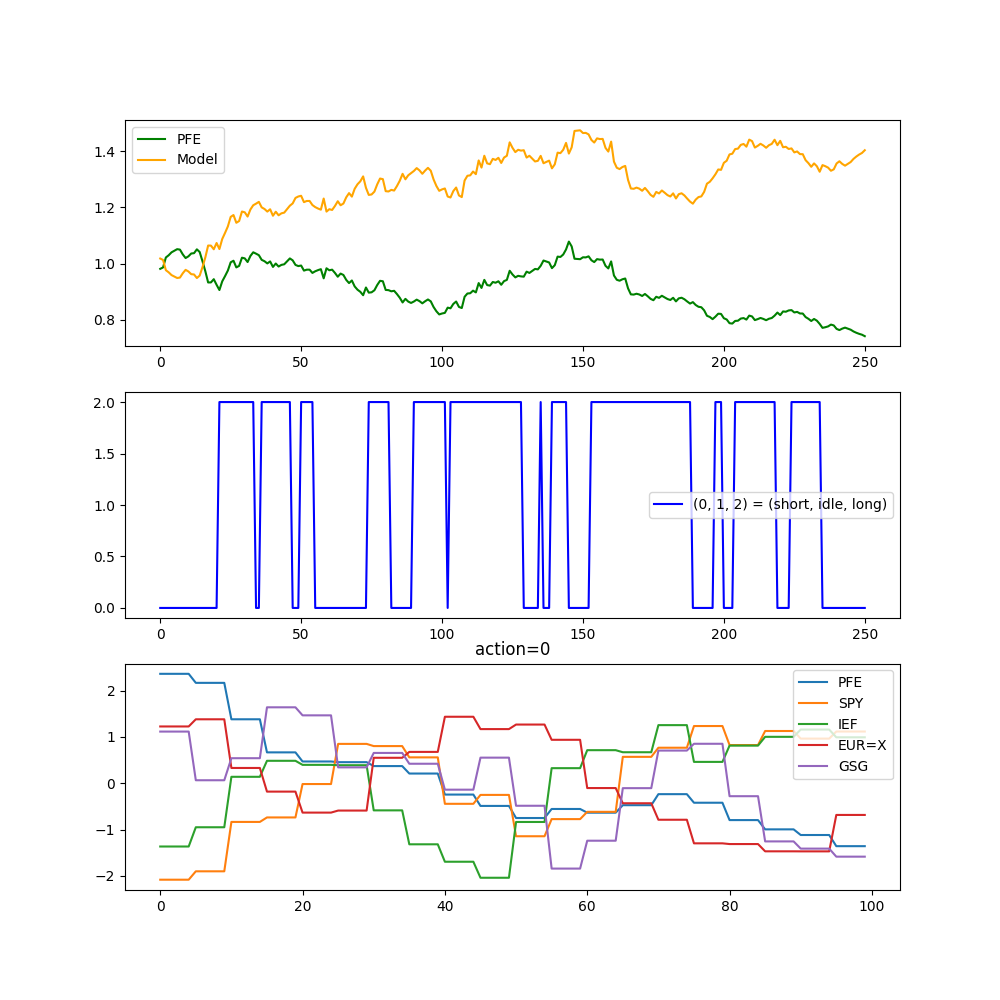 PFE
Model
1.4
1.2
1.0
0.8
0 50 100 150 200 250
2.0
1.5
1.0
0.5
0.0
(0, 1, 2) = (short, idle, long)
0 50 100 150 200 250
action=0
PFE
SPY
IEF
EUR=X
GSG
2
1
0
−1
−2
0 20 40 60 80 100